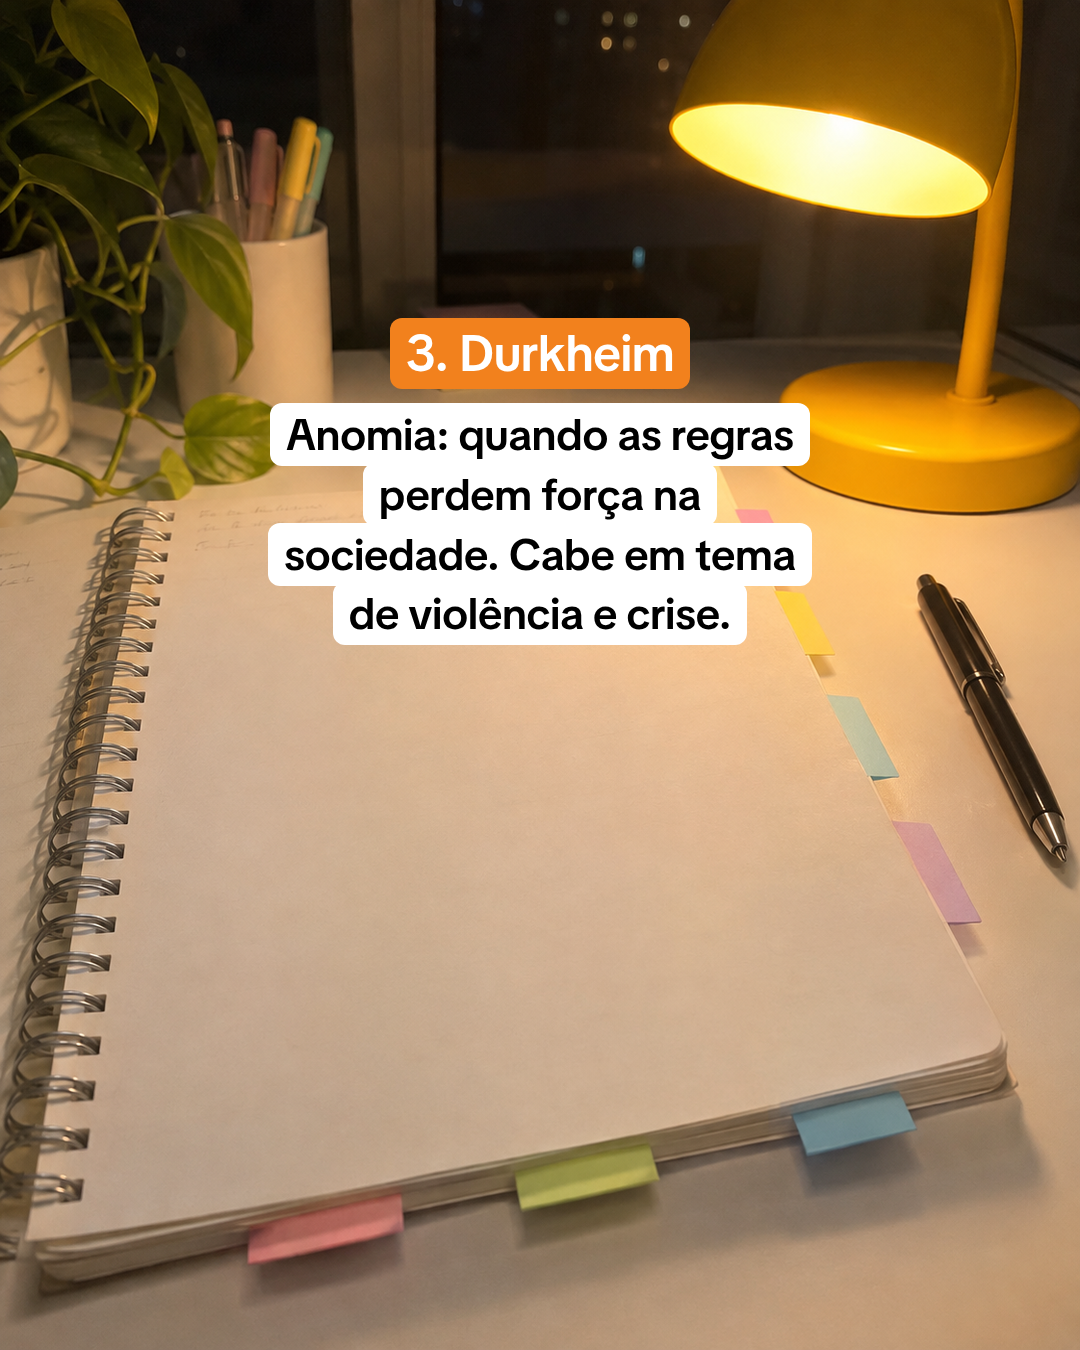 3. Durkheim
Anomia: quando as regras
perdem força na
sociedade. Cabe em tema
de violência e crise.